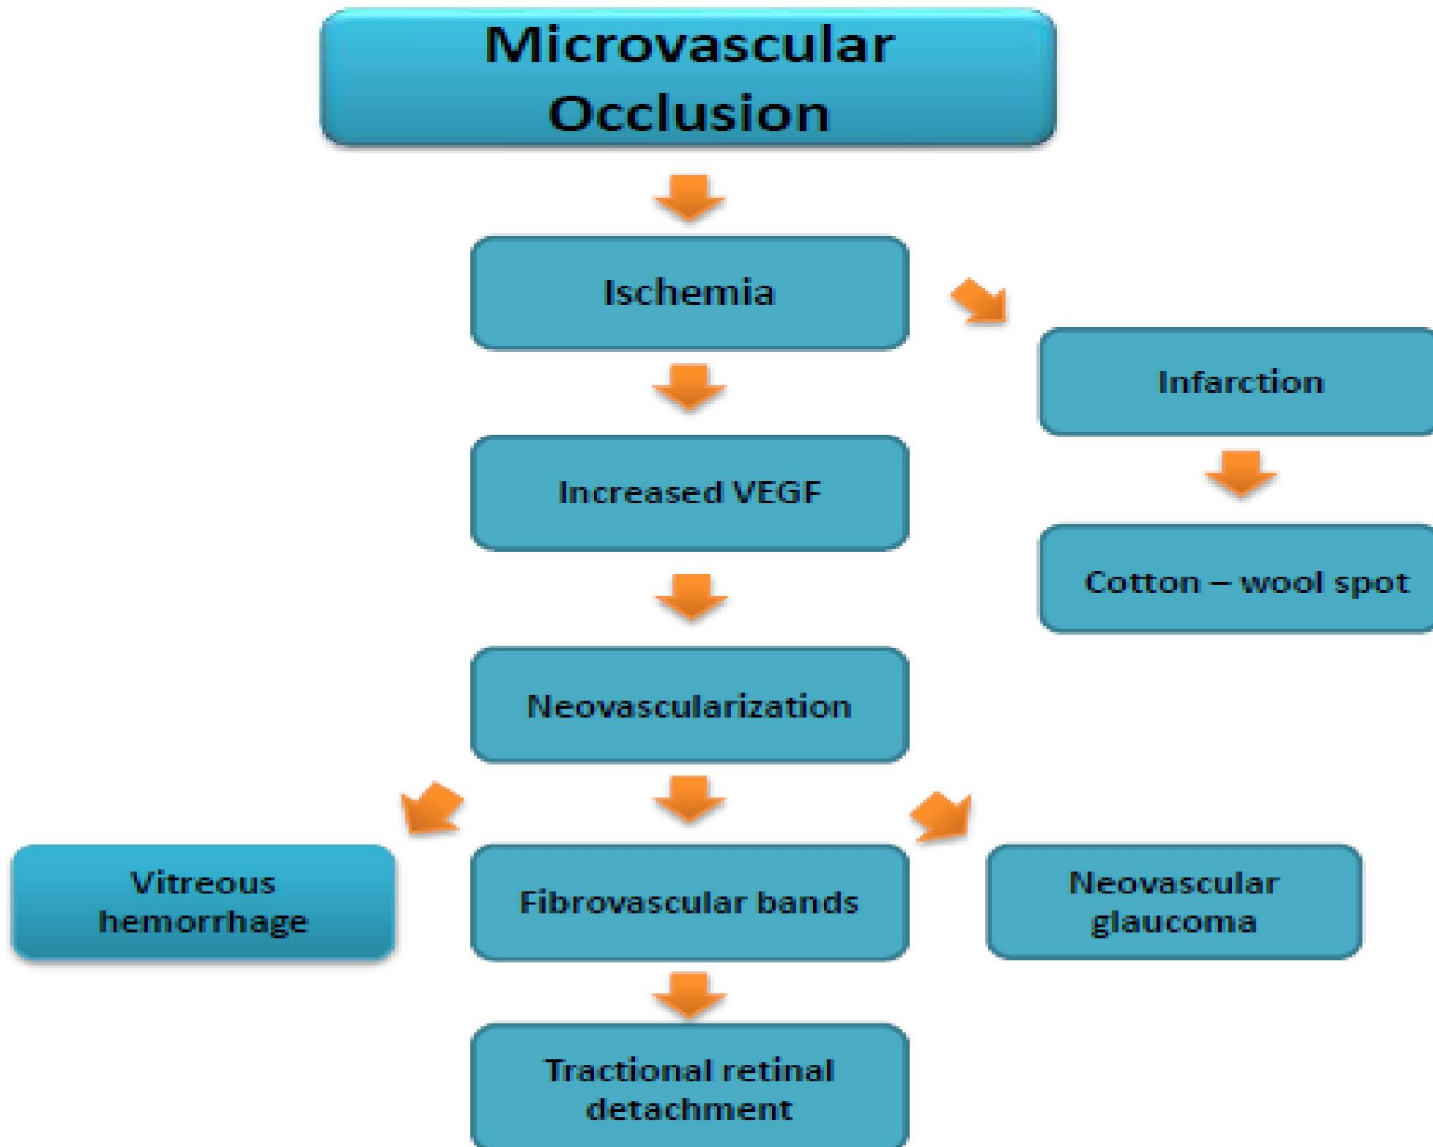 Microvascular
Occlusion
Ischemia
Infarction
Increased VEGF
Cotton – wool spot
Neovascularization
Vitreous
hemorrhage
Fibrovascular bands
Neovascular
glaucoma
Tractional retinal
detachment